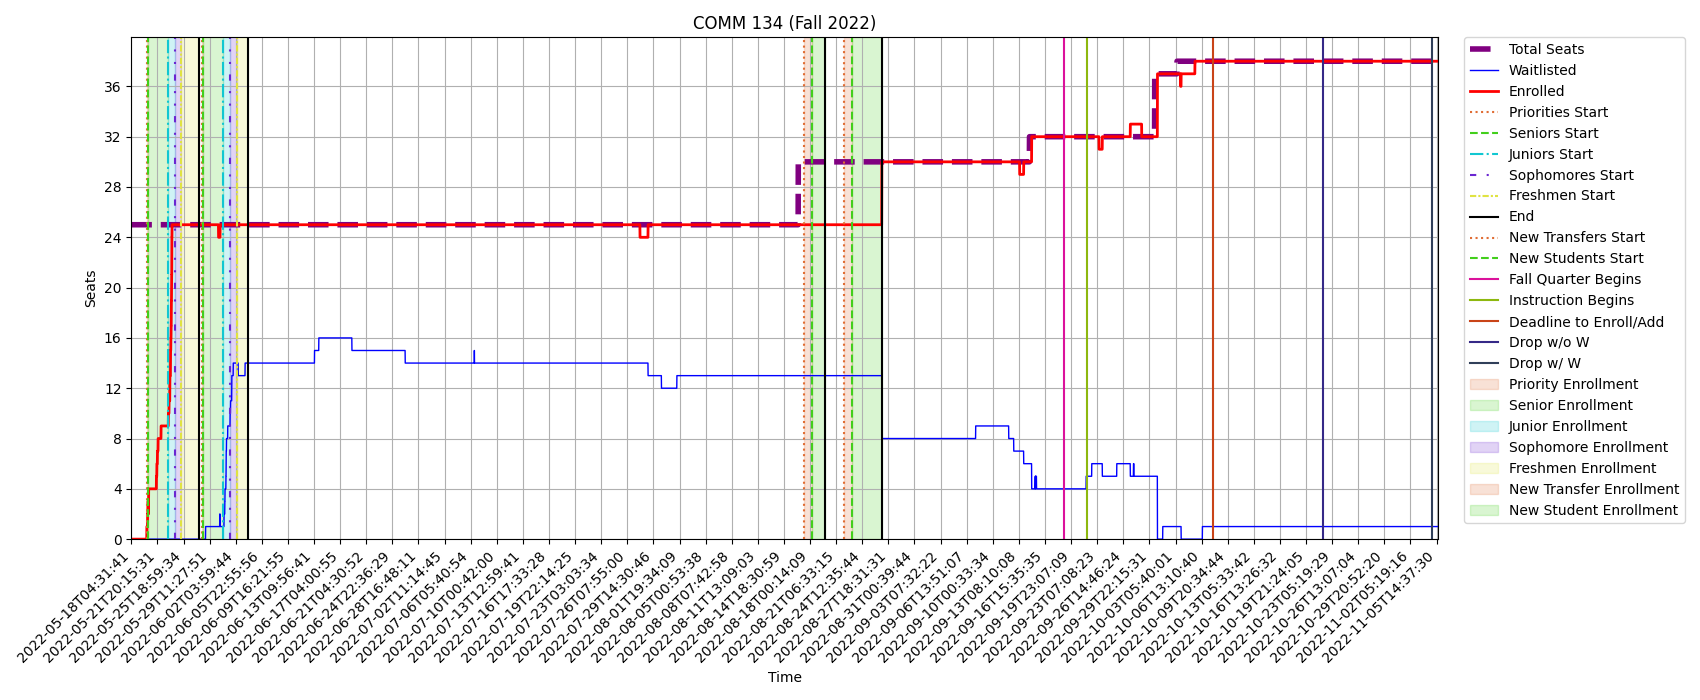 COMM 134 (Fall 2022)
Seats
36
32
28
24
20
16
12
8
4
0
2022-05-18T04:31:41
2022-05-21T20:15:31
2022-05-25T18:59:34
2022-05-29T11:27:51
2022-06-02T03:59:44
2022-06-05T22:55:56
2022-06-09T16:21:55
2022-06-13T09:56:41
2022-06-17T04:00:55
2022-06-21T04:30:52
2022-06-24T22:36:29
2022-06-28T16:48:11
2022-07-02T11:14:45
2022-07-06T05:40:54
2022-07-10T00:42:00
2022-07-13T12:59:41
2022-07-16T17:33:28
2022-07-19T22:14:25
2022-07-23T03:03:34
2022-07-26T07:55:00
2022-07-29T14:30:46
2022-08-01T19:34:09
2022-08-05T00:53:38
2022-08-08T07:42:58
2022-08-11T13:09:03
2022-08-14T18:30:59
2022-08-18T00:14:09
2022-08-21T06:33:15
2022-08-24T12:35:44
2022-08-27T18:31:31
2022-08-31T00:39:44
2022-09-03T07:32:22
2022-09-06T13:51:07
2022-09-10T00:33:34
2022-09-13T08:10:08
2022-09-16T15:35:35
2022-09-19T23:07:09
2022-09-23T07:08:23
2022-09-26T14:46:24
2022-09-29T22:15:31
2022-10-03T05:40:01
2022-10-06T13:10:40
2022-10-09T20:34:44
2022-10-13T05:33:42
2022-10-16T13:26:32
2022-10-19T21:24:05
2022-10-23T05:19:29
2022-10-26T13:07:04
2022-10-29T20:52:20
2022-11-02T05:19:16
2022-11-05T14:37:30
Time
Total Seats
Waitlisted
Enrolled
Priorities Start
Seniors Start
Juniors Start
Sophomores Start
Freshmen Start
End
New Transfers Start
New Students Start
Fall Quarter Begins
Instruction Begins
Deadline to Enroll/Add
Drop w/o W
Drop w/ W
Priority Enrollment
Senior Enrollment
Junior Enrollment
Sophomore Enrollment
Freshmen Enrollment
New Transfer Enrollment
New Student Enrollment